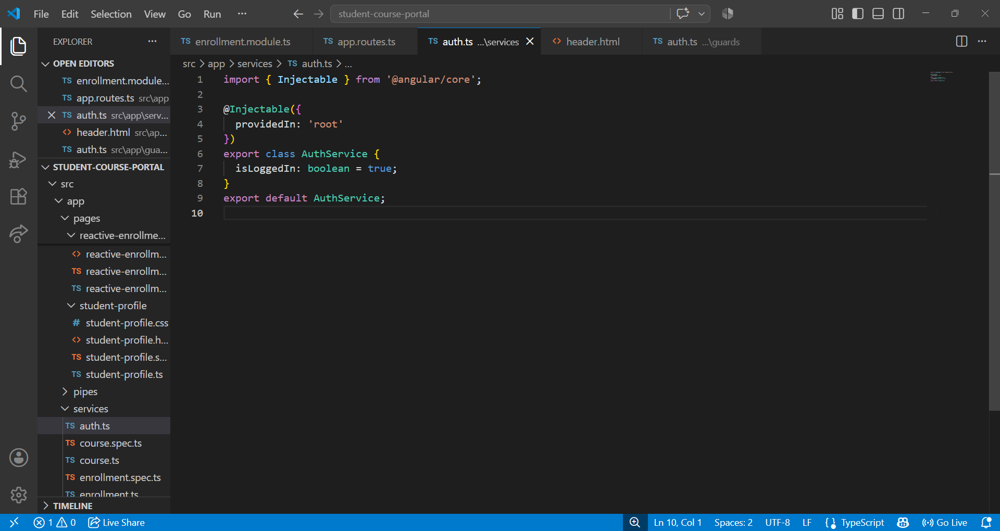 File Edit Selection View Go Run ··· student-course-portal
EXPLORER ···
OPEN EDITORS
TS enrollment.module...
TS app.routes.ts src\app
TS auth.ts src\app\serv...
<> header.html src\ap...
TS auth.ts src\app\gua...
STUDENT-COURSE-PORTAL
src
app
pages
reactive-enrollme...
<> reactive-enrollm...
TS reactive-enrollm...
TS reactive-enrollm...
student-profile
# student-profile.css
<> student-profile.h...
TS student-profile.s...
TS student-profile.ts
pipes
services
TS auth.ts
TS course.spec.ts
TS course.ts
TS enrollment.spec.ts
TS enrollment.ts
TIMELINE
TS enrollment.module.ts TS app.routes.ts TS auth.ts ...\services <> header.html TS auth.ts ...\guards
src > app > services > TS auth.ts > ...
1 import { Injectable } from '@angular/core';
2
3 @Injectable({
4 providedIn: 'root'
5 })
6 export class AuthService {
7 isLoggedIn: boolean = true;
8 }
9 export default AuthService;
10
1 0 Live Share Ln 10, Col 1 Spaces: 2 UTF-8 LF {} TypeScript Go Live